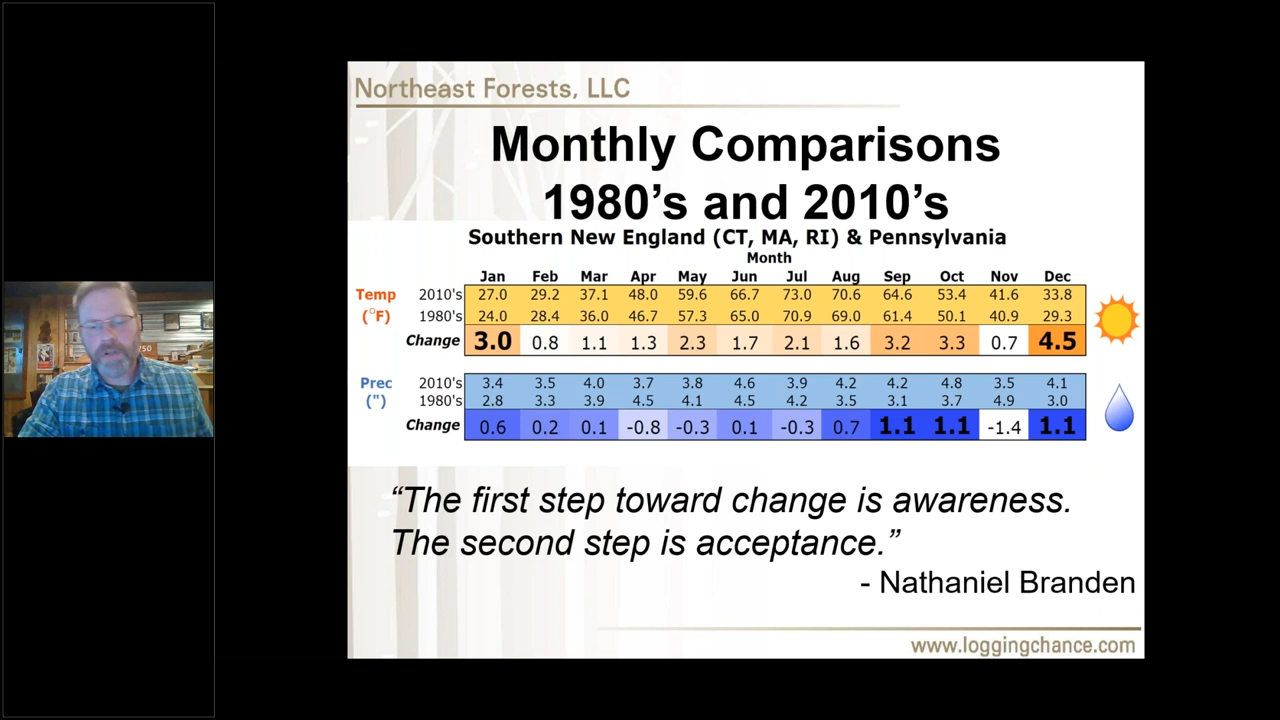 Northeast Forests, LLC
Monthly Comparisons
1980's and 2010's
Southern New England (CT, MA, RI) & Pennsylvania
Month
Jan Feb Mar Apr May Jun Jul Aug Sep Oct Nov Dec
Temp 2010's 27.0 29.2 37.1 48.0 59.6 66.7 73.0 70.6 64.6 53.4 41.6 33.8
(°F) 1980's 24.0 28.4 36.0 46.7 57.3 65.0 70.9 69.0 61.4 50.1 40.9 29.3
Change 3.0 0.8 1.1 1.3 2.3 1.7 2.1 1.6 3.2 3.3 0.7 4.5
Prec 2010's 3.4 3.5 4.0 3.7 3.8 4.6 3.9 4.2 4.2 4.8 3.5 4.1
(") 1980's 2.8 3.3 3.9 4.5 4.1 4.5 4.2 3.5 3.1 3.7 4.9 3.0
Change 0.6 0.2 0.1 -0.8 -0.3 0.1 -0.3 0.7 1.1 1.1 -1.4 1.1
“The first step toward change is awareness.
The second step is acceptance.”
- Nathaniel Branden
www.loggingchance.com